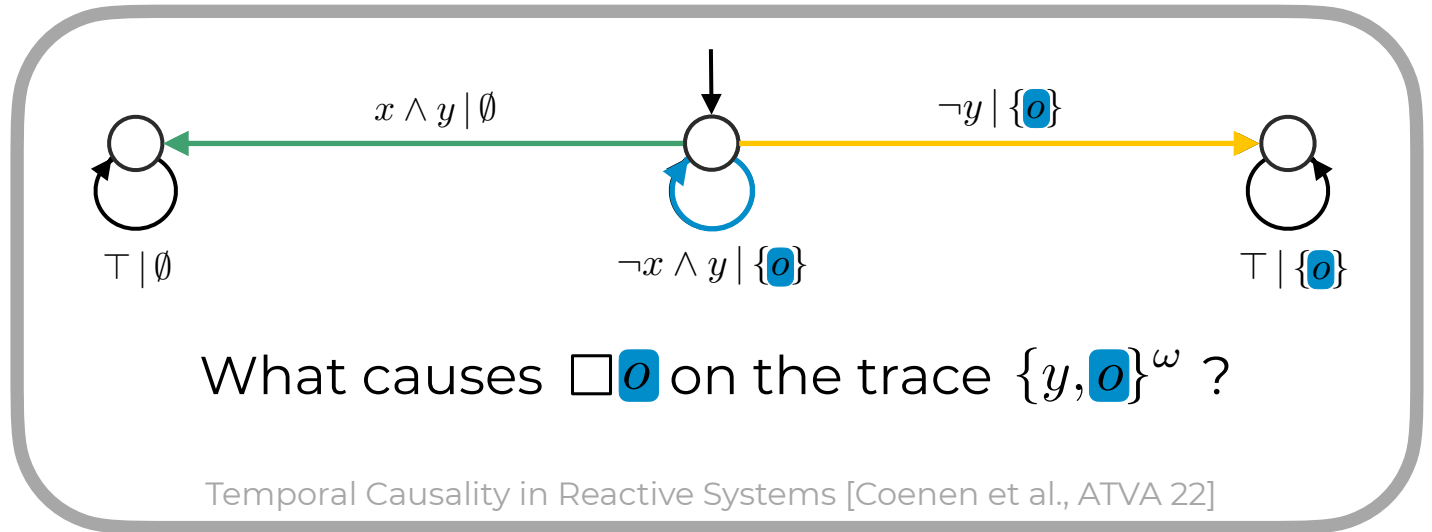 x ∧ y | ∅
¬y | {o}
⊤ | ∅
¬x ∧ y | {o}
⊤ | {o}
What causes □o on the trace {y, o}^ω ?
Temporal Causality in Reactive Systems [Coenen et al., ATVA 22]